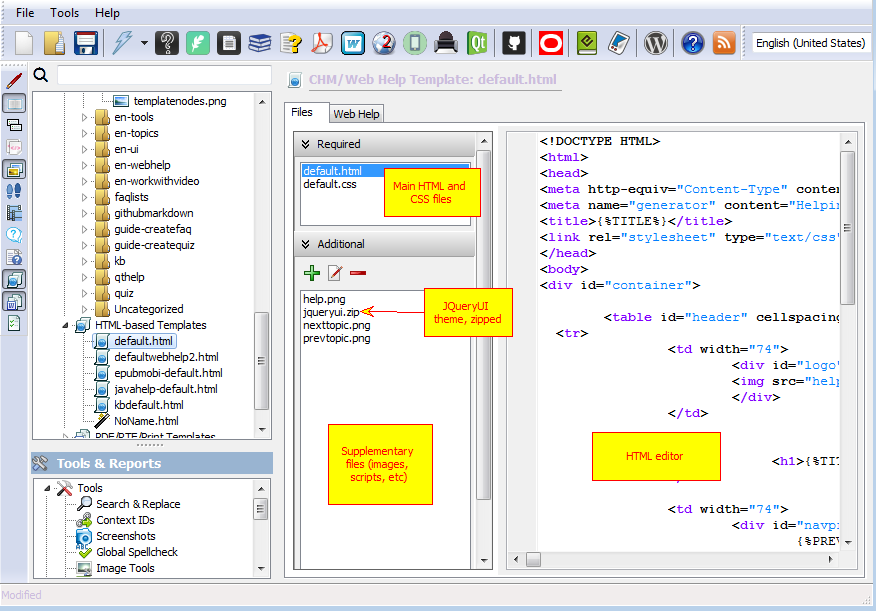 File Tools Help
English (United States)
templatenodes.png
en-tools
en-topics
en-ui
en-webhelp
en-workwithvideo
faqlists
githubmarkdown
guide-createfaq
guide-createquiz
kb
qthelp
quiz
Uncategorized
HTML-based Templates
default.html
defaultwebhelp2.html
epubmobi-default.html
javahelp-default.html
kbdefault.html
NoName.html
PDF/RTF/Print Templates
Tools & Reports
Tools
Search & Replace
Context IDs
Screenshots
Global Spellcheck
Image Tools
CHM/Web Help Template: default.html
Files Web Help
Required
default.html
default.css
Main HTML and
CSS files
Additional
help.png
jqueryui.zip
nexttopic.png
prevtopic.png
JQueryUI
theme, zipped
Supplementary
files (images,
scripts, etc)
<!DOCTYPE HTML>
<html>
<head>
<meta http-equiv="Content-Type" conten
<meta name="generator" content="Helpin
<title>{%TITLE%}</title>
<link rel="stylesheet" type="text/css"
</head>
<body>
<div id="container">
<table id="header" cellspacing
<tr>
<td width="74">
<div id="logo"
<img src="help
</div>
</td>
HTML editor
<h1>{%TIT
<td width="74">
<div id="navpr
{%PREV
Modified